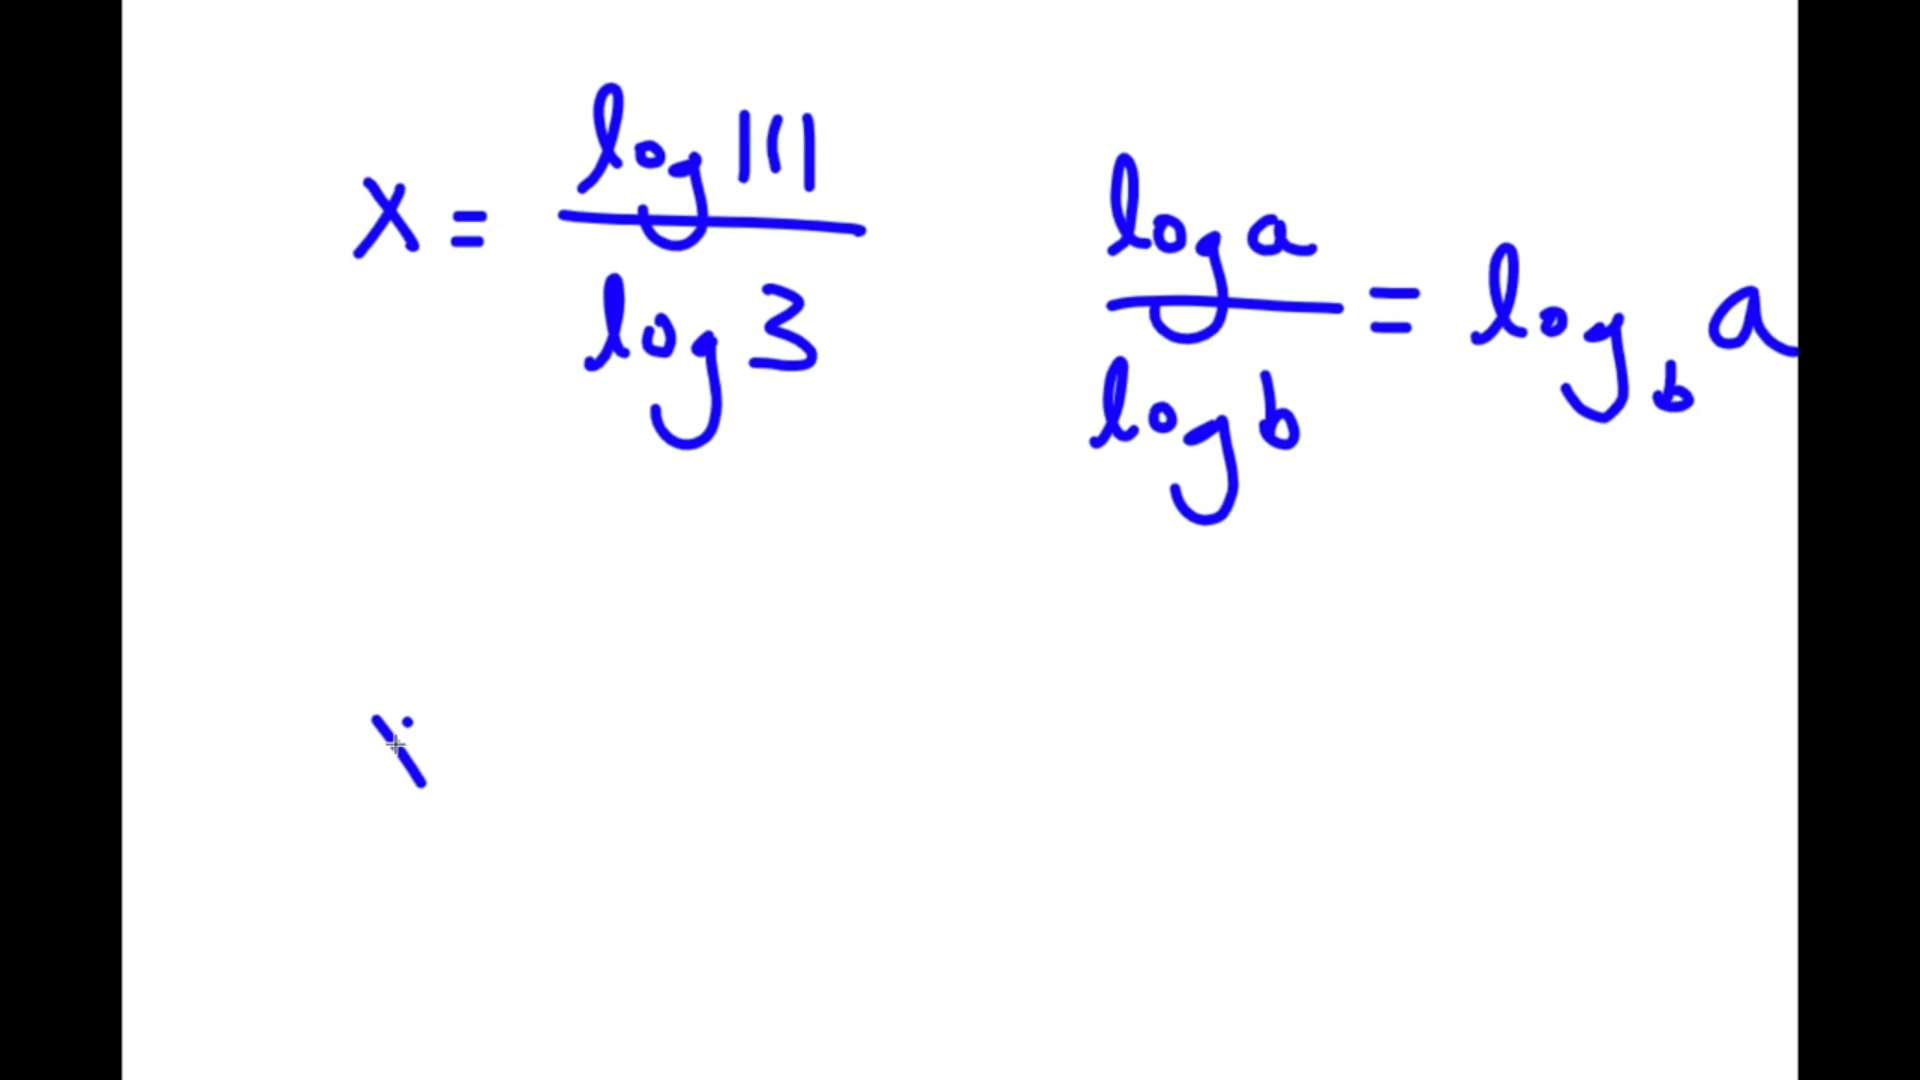 x = log 111 / log 3
log a / log b = log_b a